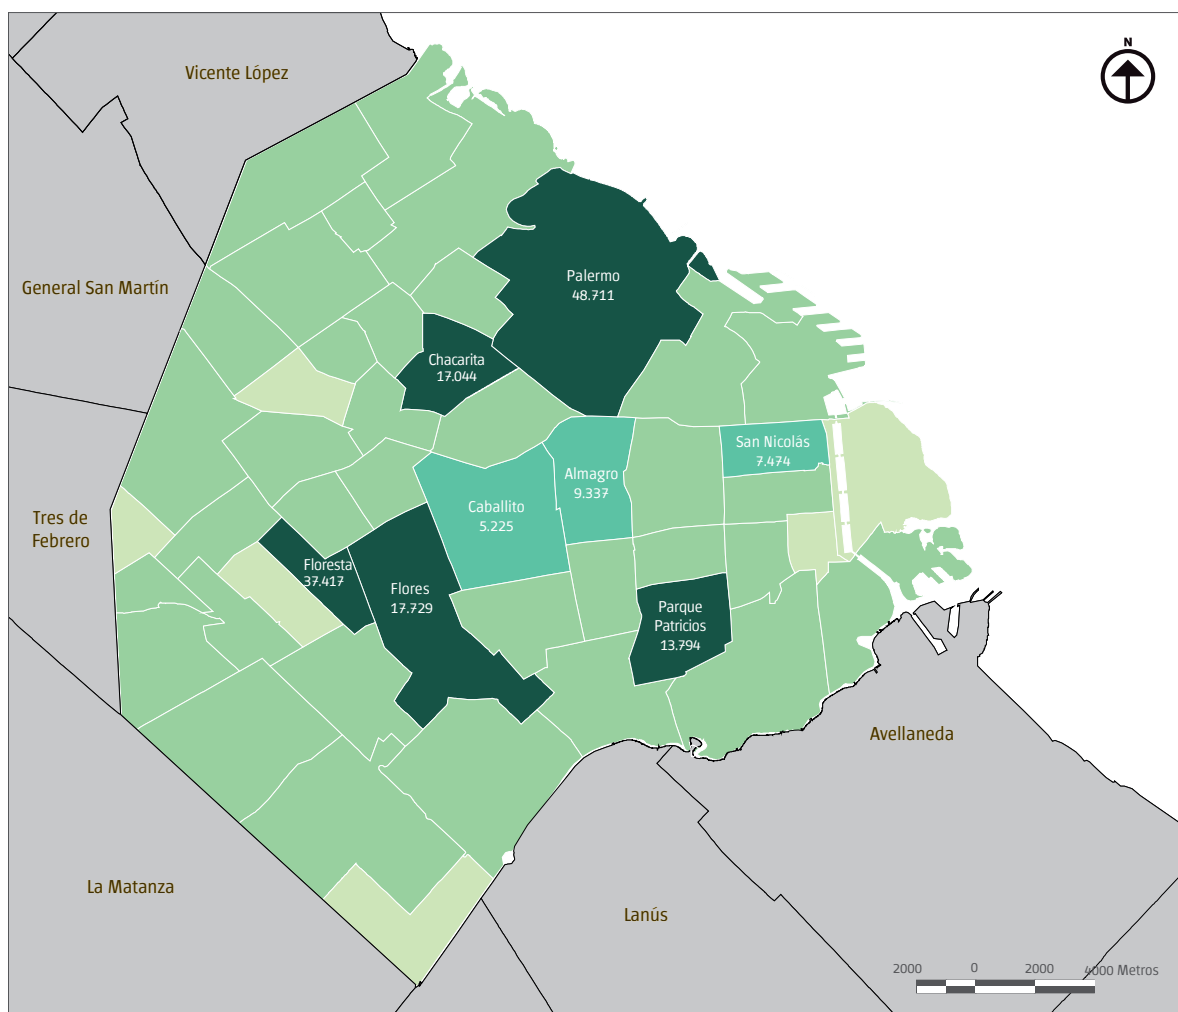 N
Vicente López
General San Martín
Palermo
48.711
Chacarita
17.044
San Nicolás
7.474
Almagro
9.337
Caballito
5.225
Tres de
Febrero
Floresta
37.417
Flores
17.729
Parque
Patricios
13.794
Avellaneda
La Matanza
Lanús
2000 0 2000 4000 Metros